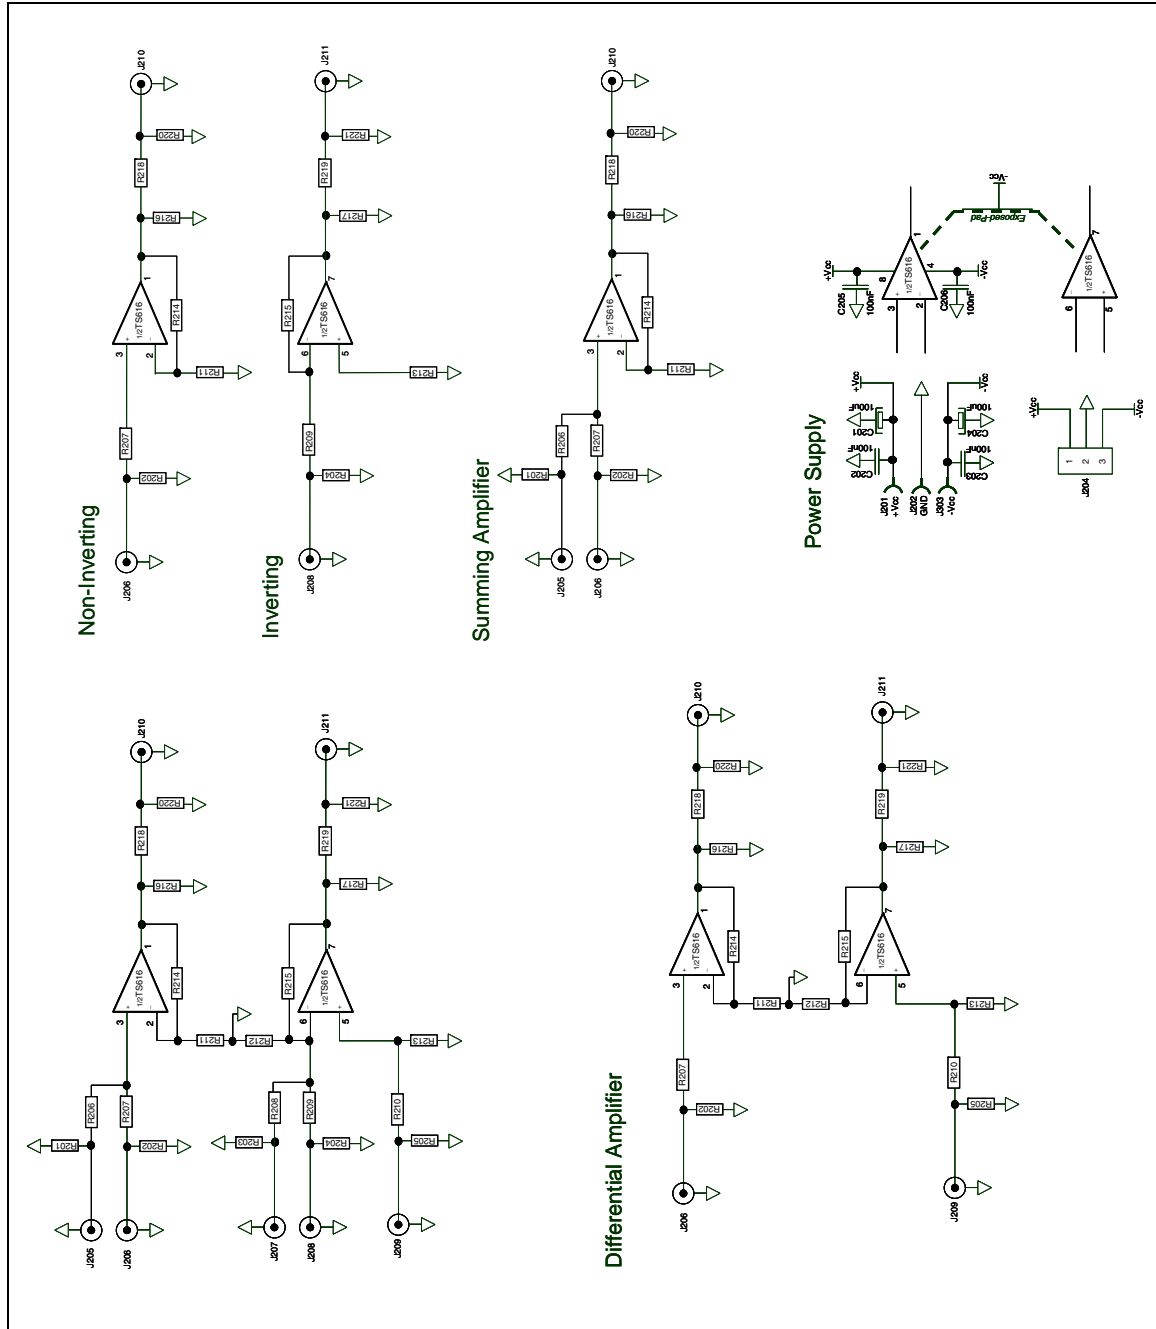 Non-Inverting
J206
R202
R207
3
2
+
-
1/2TS616
1
R214
R211
R216
R218
R220
J210
Inverting
J208
R204
R209
6
5
-
+
1/2TS616
7
R215
R213
R217
R219
R221
J211
Summing Amplifier
J205
J206
R201
R202
R206
R207
3
2
+
-
1/2TS616
1
R214
R211
R216
R218
R220
J210
Power Supply
J201
+Vcc
J202
GND
J303
-Vcc
C202
100nF
C201
100uF
+Vcc
C203
100nF
C204
100uF
-Vcc
J204
1
2
3
+Vcc
-Vcc
3
2
+
-
1/2TS616
1
8
4
+Vcc
C205
100nF
-Vcc
C206
100nF
Exposed-Pad
-Vcc
6
5
-
+
1/2TS616
7
J205
J206
R201
R202
R206
R207
3
2
+
-
1/2TS616
1
R214
R211
R212
R216
R218
R220
J210
J207
J208
J209
R203
R204
R205
R208
R209
R210
R213
6
5
-
+
1/2TS616
7
R215
R217
R219
R221
J211
Differential Amplifier
J206
R202
R207
3
2
+
-
1/2TS616
1
R214
R211
R212
R216
R218
R220
J210
J209
R205
R210
R213
6
5
-
+
1/2TS616
7
R215
R217
R219
R221
J211